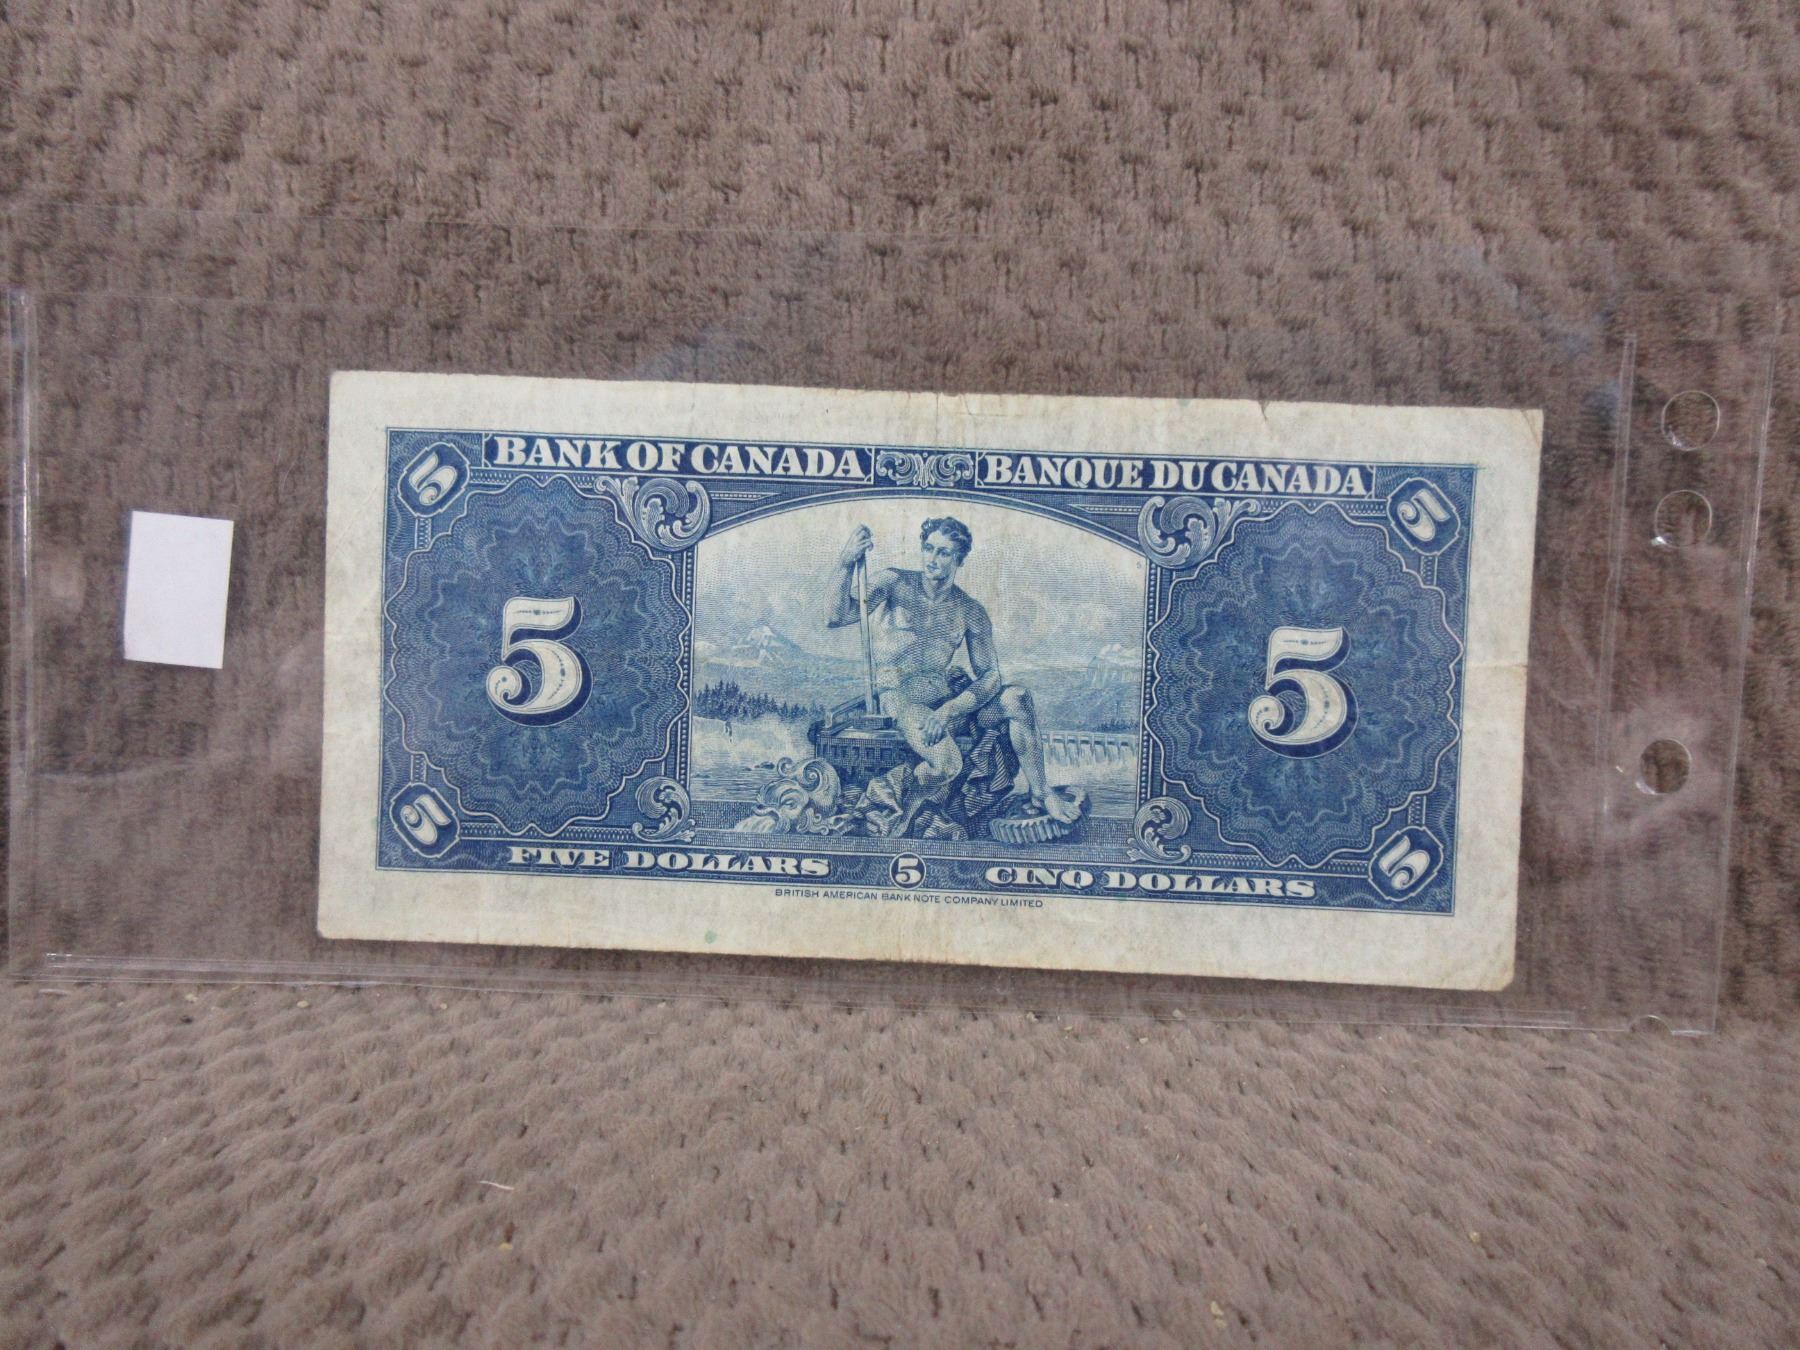 BANK OF CANADA BANQUE DU CANADA
5 5
5
5 5
5 5
FIVE DOLLARS 5 CINQ DOLLARS
BRITISH AMERICAN BANK NOTE COMPANY LIMITED